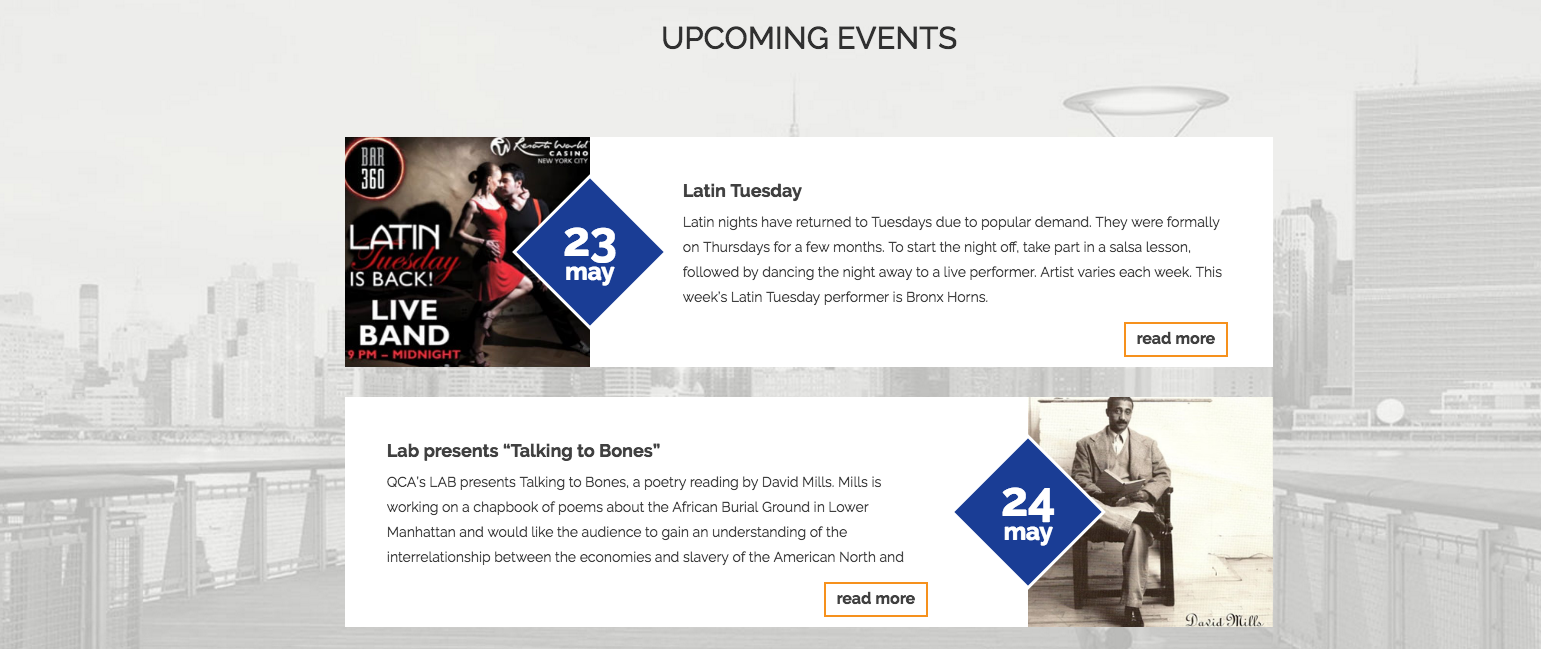 UPCOMING EVENTS
BAR
360
Resorts World
CASINO
NEW YORK CITY
LATIN
Tuesday
IS BACK!
LIVE
BAND
9 PM – MIDNIGHT
23
may
Latin Tuesday
Latin nights have returned to Tuesdays due to popular demand. They were formally
on Thursdays for a few months. To start the night off, take part in a salsa lesson,
followed by dancing the night away to a live performer. Artist varies each week. This
week's Latin Tuesday performer is Bronx Horns.
read more
Lab presents “Talking to Bones”
QCA's LAB presents Talking to Bones, a poetry reading by David Mills. Mills is
working on a chapbook of poems about the African Burial Ground in Lower
Manhattan and would like the audience to gain an understanding of the
interrelationship between the economies and slavery of the American North and
read more
24
may
David Mills